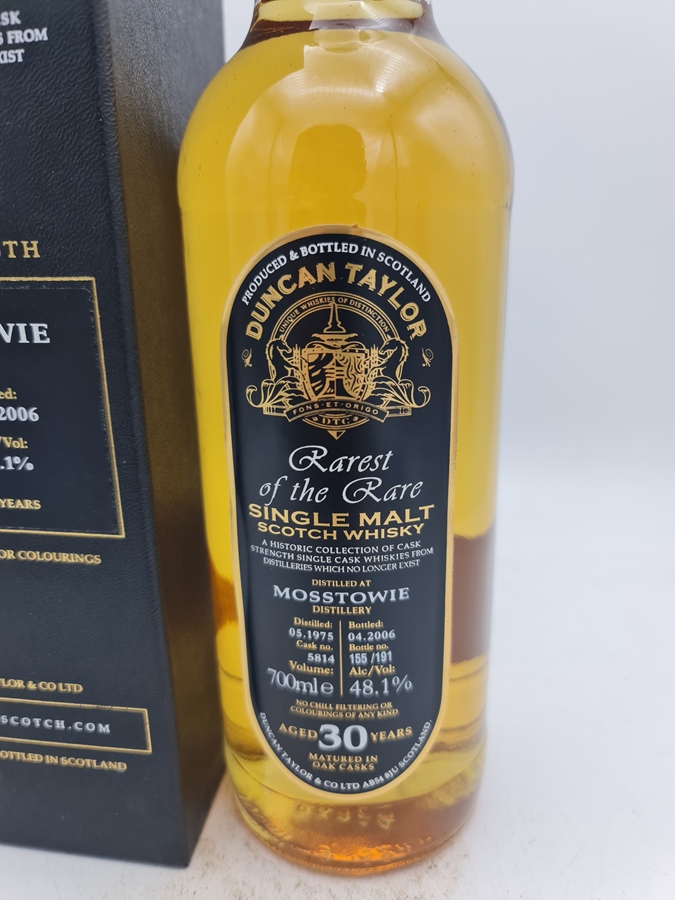 SK
S FROM
XIST
STH
WIE
ed:
2006
/Vol:
.1%
YEARS
OR COLOURINGS
LOR & CO LTD
SCOTCH.COM
OTTLED IN SCOTLAND
PRODUCED & BOTTLED IN SCOTLAND
DUNCAN TAYLOR
UNIQUE WHISKIES OF DISTINCTION
FONS·ET·ORIGO
DTC
Rarest
of the Rare
SINGLE MALT
SCOTCH WHISKY
A HISTORIC COLLECTION OF CASK
STRENGTH SINGLE CASK WHISKIES FROM
DISTILLERIES WHICH NO LONGER EXIST
DISTILLED AT
MOSSTOWIE
DISTILLERY
Distilled: Bottled:
05.1975 04.2006
Cask no. Bottle no.
5814 155 /191
Volume: Alc/Vol:
700ml e 48.1%
NO CHILL FILTERING OR
COLOURINGS OF ANY KIND
AGED 30 YEARS
MATURED IN
OAK CASKS
DUNCAN TAYLOR & CO LTD AB54 8JU SCOTLAND.